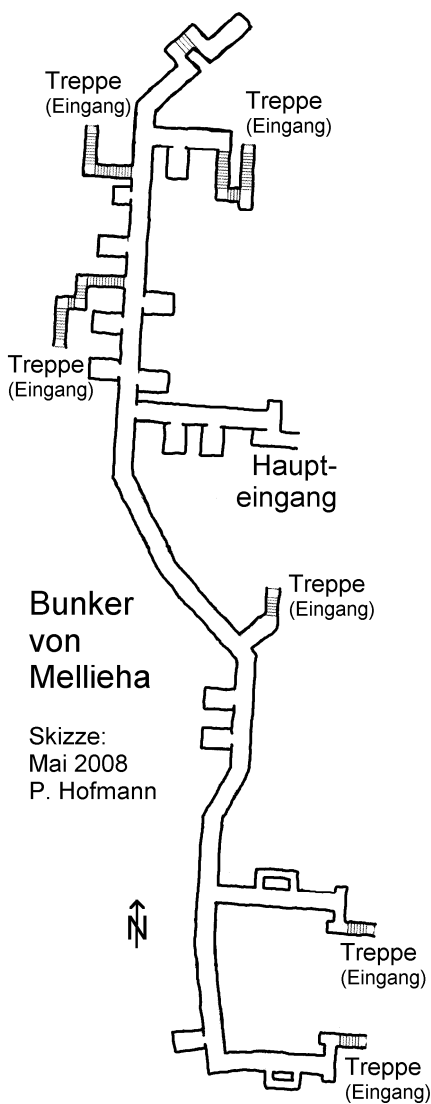 Treppe
(Eingang)
Treppe
(Eingang)
Treppe
(Eingang)
Haupt-
eingang
Treppe
(Eingang)
Bunker
von
Mellieha
Skizze:
Mai 2008
P. Hofmann
N
Treppe
(Eingang)
Treppe
(Eingang)